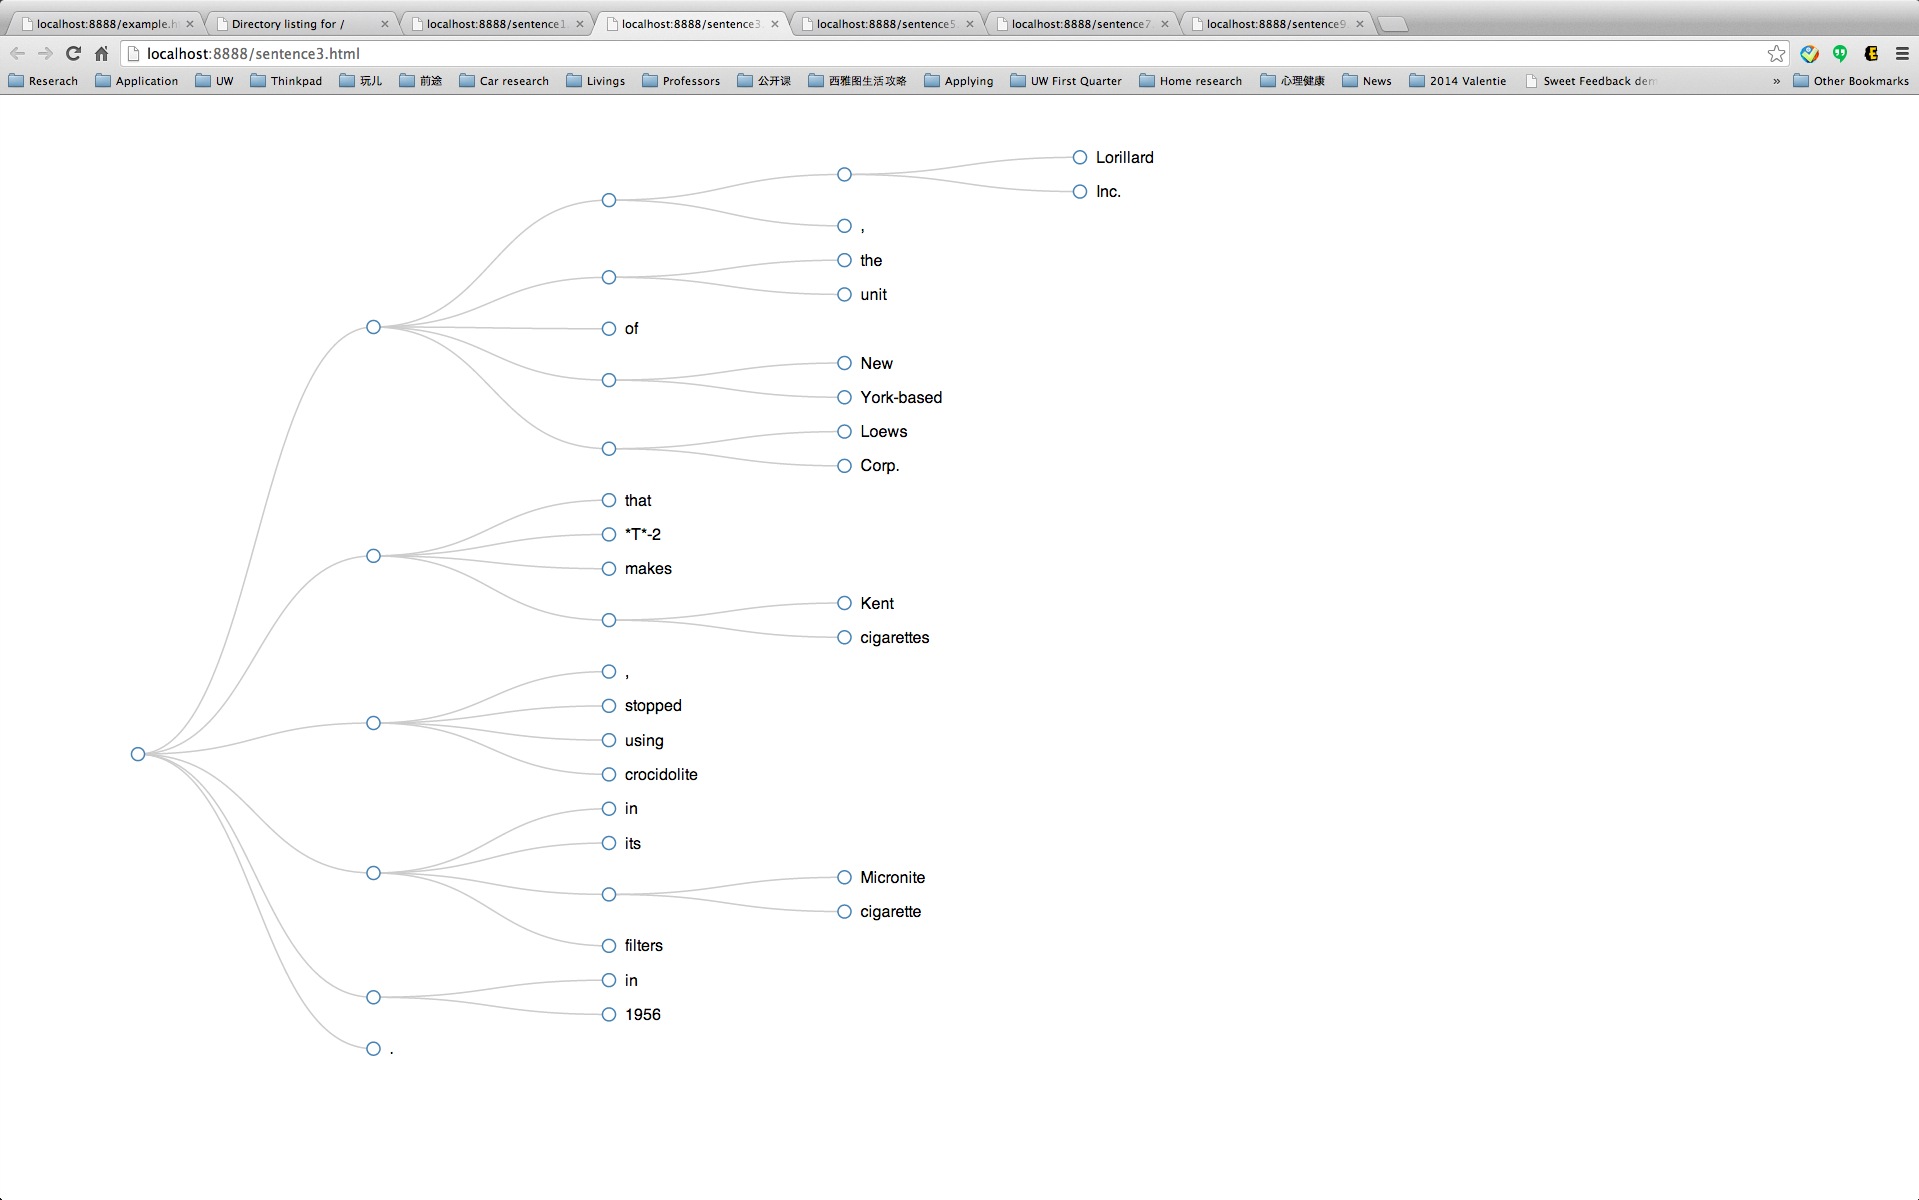 localhost:8888/example.h
Directory listing for /
localhost:8888/sentence1
localhost:8888/sentence3
localhost:8888/sentence5
localhost:8888/sentence7
localhost:8888/sentence9
localhost:8888/sentence3.html
Reserach Application UW Thinkpad 玩儿 前途 Car research Livings Professors 公开课 西雅图生活攻略 Applying UW First Quarter Home research 心理健康 News 2014 Valentie Sweet Feedback dem » Other Bookmarks
Lorillard
Inc.
,
the
unit
of
New
York-based
Loews
Corp.
that
*T*-2
makes
Kent
cigarettes
,
stopped
using
crocidolite
in
its
Micronite
cigarette
filters
in
1956
.